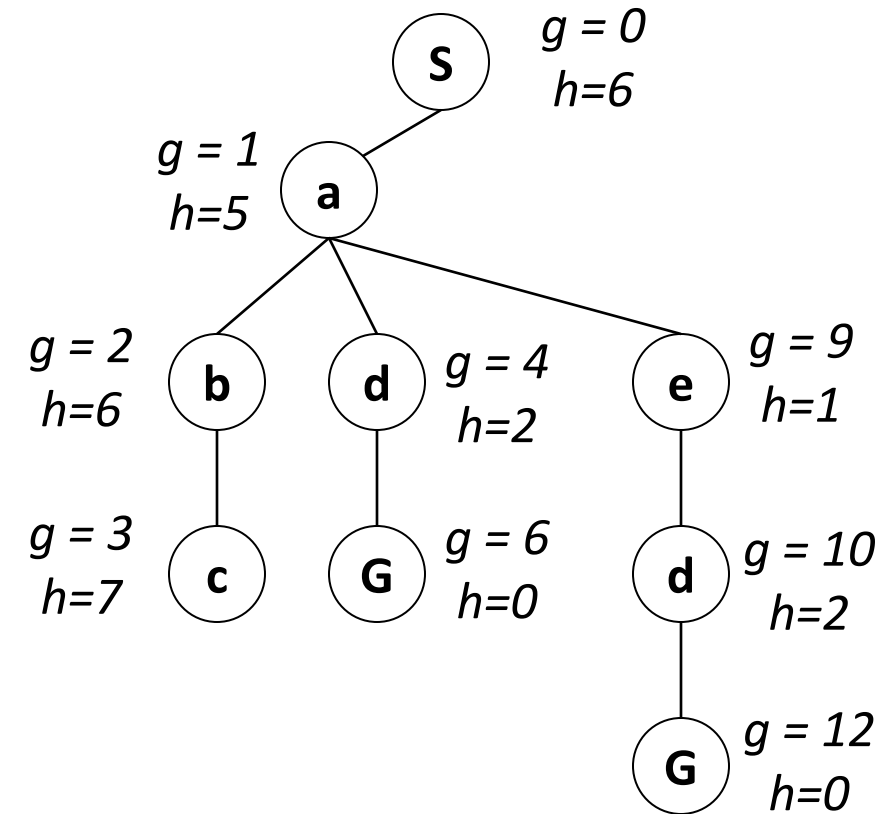 S
g = 0
h=6
g = 1
h=5
a
g = 2
h=6
b
d
g = 4
h=2
e
g = 9
h=1
g = 3
h=7
c
G
g = 6
h=0
d
g = 10
h=2
G
g = 12
h=0